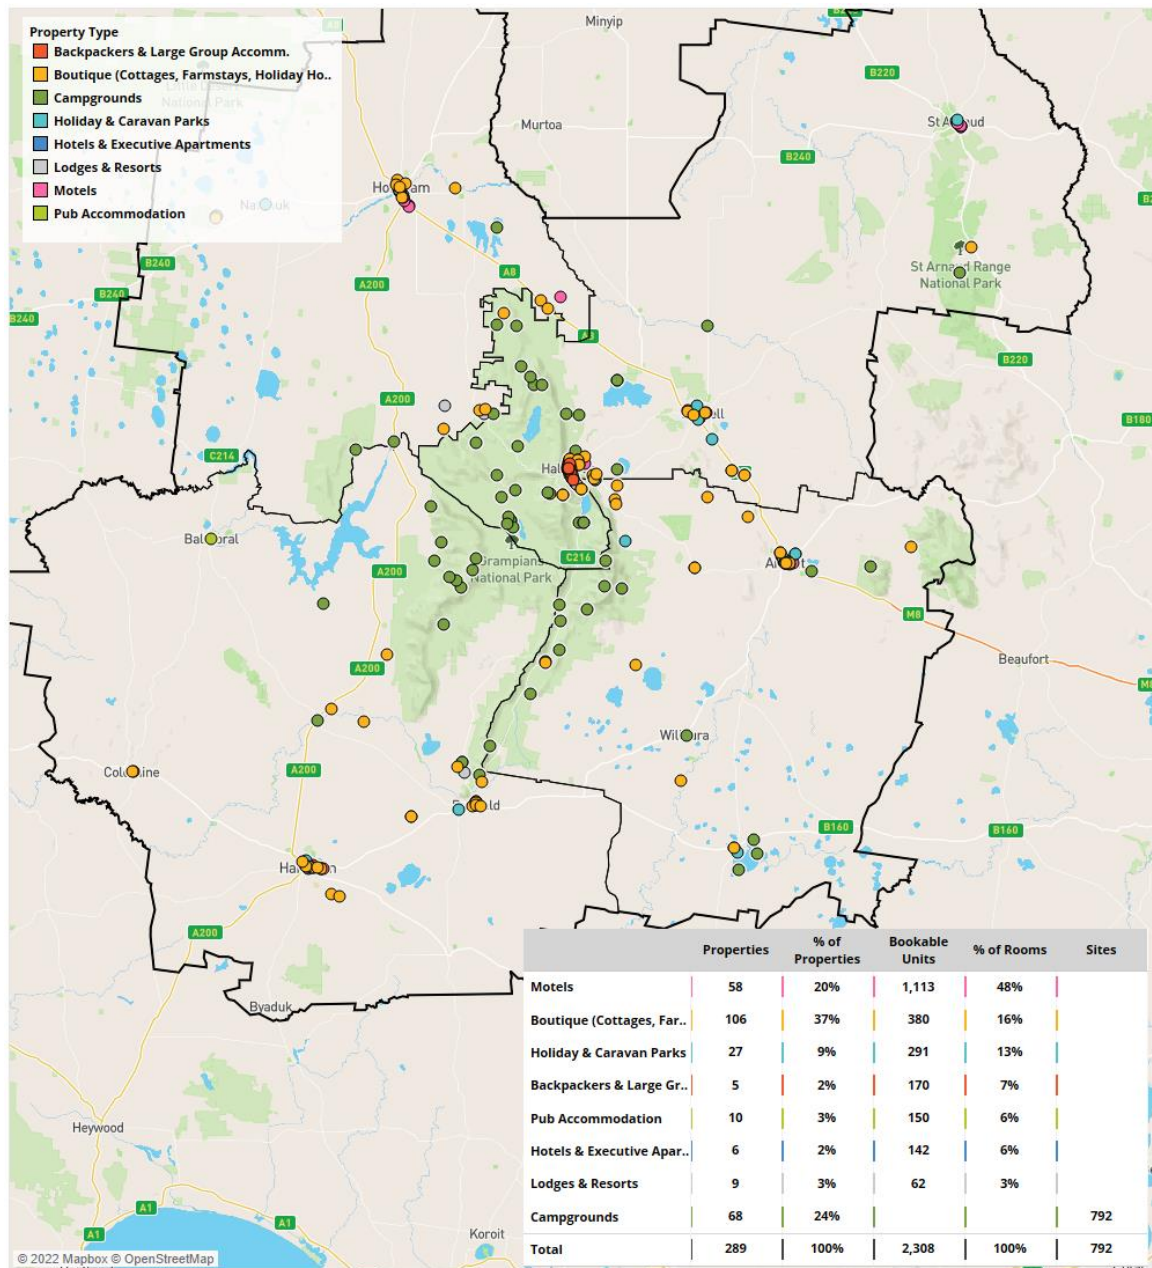 Property Type
Backpackers & Large Group Accomm.
Boutique (Cottages, Farmstays, Holiday Ho..
Campgrounds
Holiday & Caravan Parks
Hotels & Executive Apartments
Lodges & Resorts
Motels
Pub Accommodation
Minyip
B220
Murtoa
B240
B240
A8
A200
B240
B240
St Arnaud Range
National Park
A8
B220
A200
B180
C214
Grampians
National Park
C216
A200
M8
Beaufort
A200
A200
B160
B160
A200
Byaduk
Heywood
A1
A1
Koroit
Properties
% of
Properties
Bookable
Units
% of Rooms
Sites
Motels 58 20% 1,113 48%
Boutique (Cottages, Far.. 106 37% 380 16%
Holiday & Caravan Parks 27 9% 291 13%
Backpackers & Large Gr.. 5 2% 170 7%
Pub Accommodation 10 3% 150 6%
Hotels & Executive Apar.. 6 2% 142 6%
Lodges & Resorts 9 3% 62 3%
Campgrounds 68 24% 792
Total 289 100% 2,308 100% 792
© 2022 Mapbox © OpenStreetMap